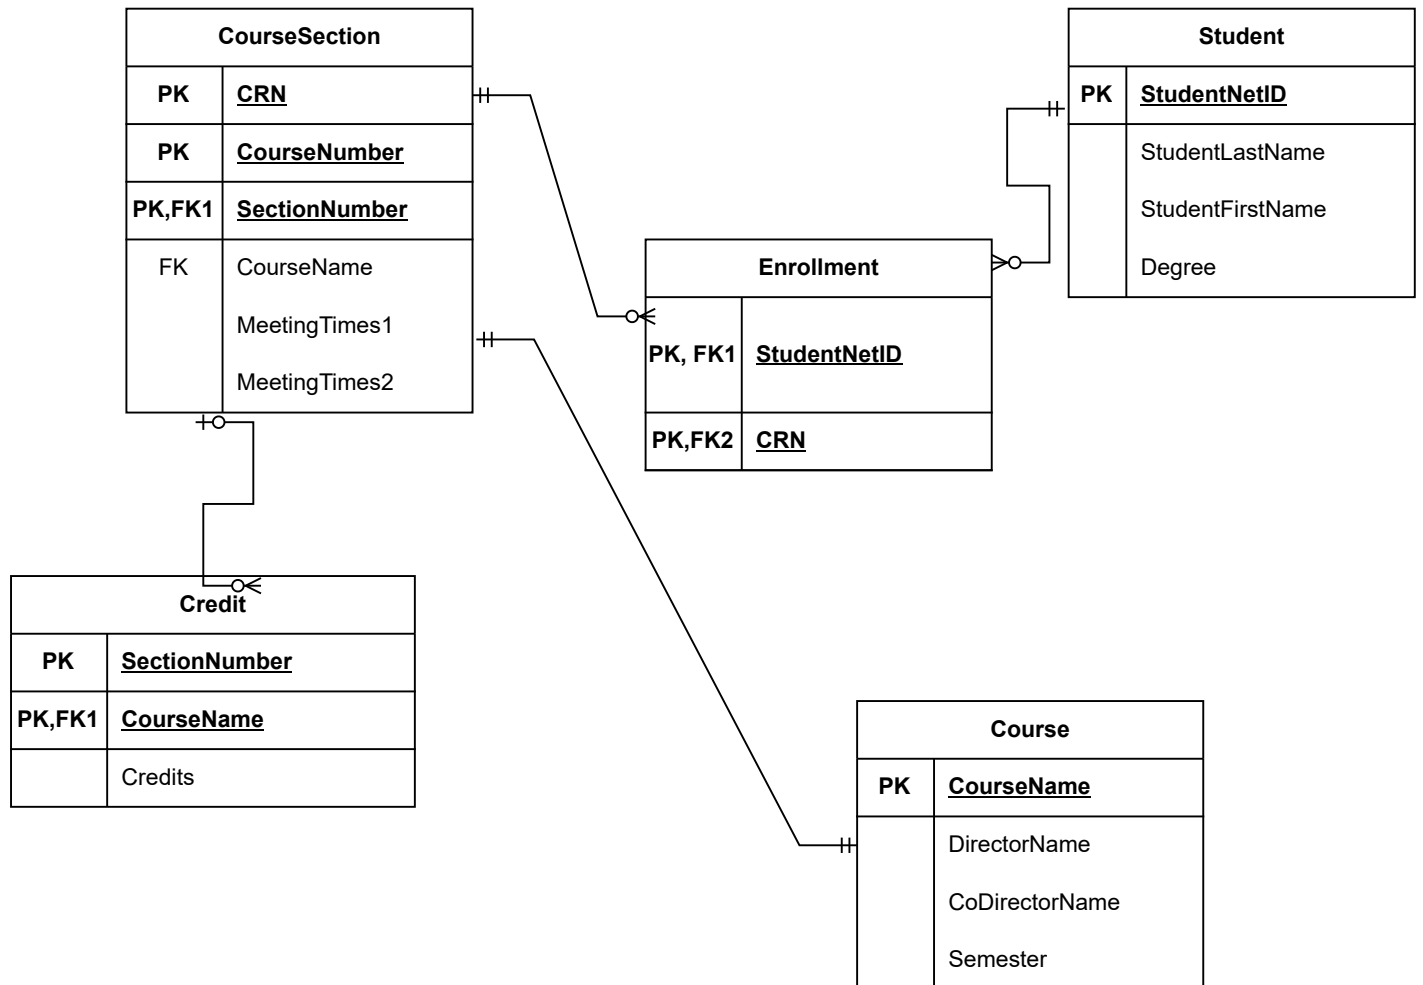 CourseSection
PK CRN
PK CourseNumber
PK,FK1 SectionNumber
FK CourseName
MeetingTimes1
MeetingTimes2
Student
PK StudentNetID
StudentLastName
StudentFirstName
Degree
Enrollment
PK, FK1 StudentNetID
PK,FK2 CRN
Credit
PK SectionNumber
PK,FK1 CourseName
Credits
Course
PK CourseName
DirectorName
CoDirectorName
Semester